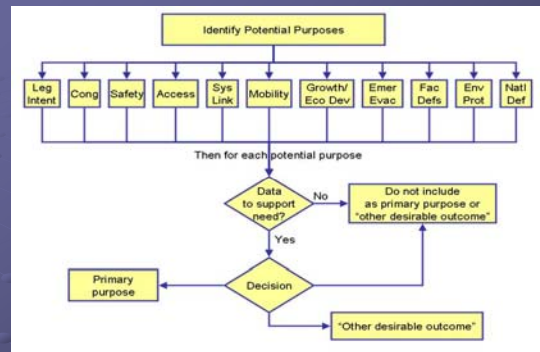 Identify Potential Purposes
Leg
Intent
Cong
Safety
Access
Sys
Link
Mobility
Growth/
Eco Dev
Emer
Evac
Fac
Defs
Env
Prot
Natl
Def
Then for each potential purpose
Data
to support
need?
No
Do not include
as primary purpose or
"other desirable outcome"
Yes
Primary
purpose
Decision
"Other desirable outcome"